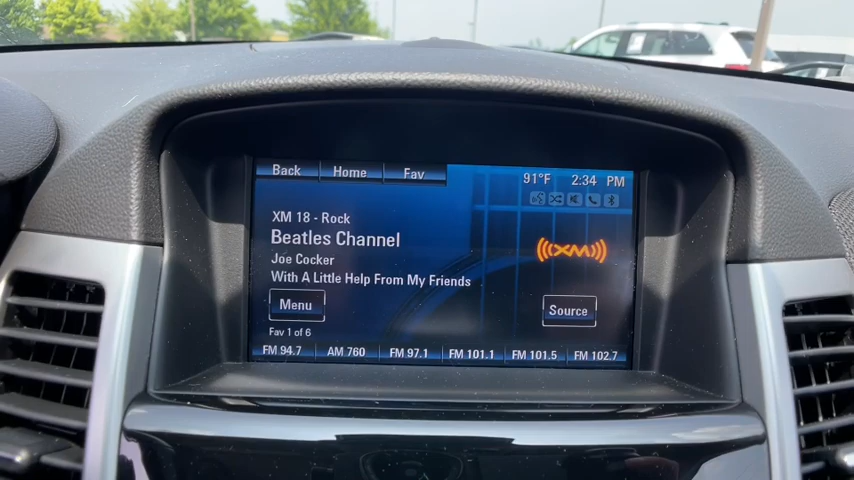 Back Home Fav 91°F 2:34 PM
XM 18 - Rock
Beatles Channel
((XM))
Joe Cocker
With A Little Help From My Friends
Menu Source
Fav 1 of 6
FM 94.7 AM 760 FM 97.1 FM 101.1 FM 101.5 FM 102.7